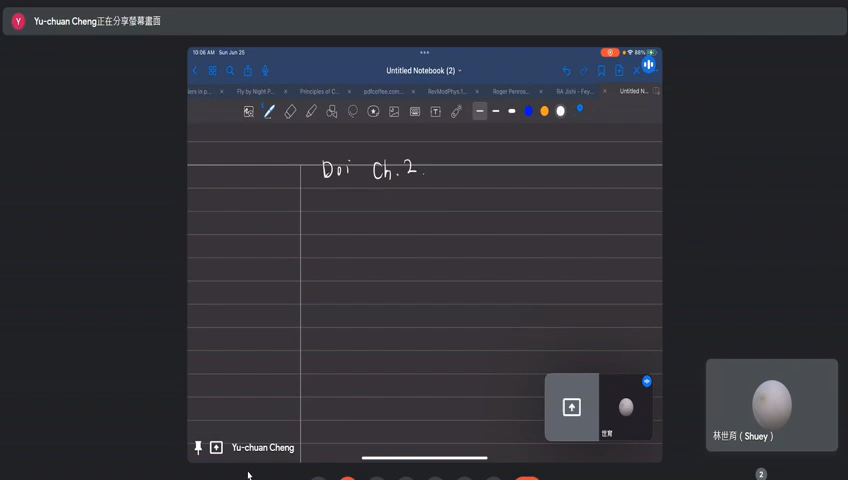 Y Yu-chuan Cheng正在分享螢幕畫面
10:06 AM Sun Jun 25
88%
Untitled Notebook (2)
Fly by Night P...
Principles of C...
pdfcoffee.com...
RevModPhys.1...
Roger Penros...
RA Jishi - Fey...
Untitled N...
Doi Ch.2.
世育
林世育 ( Shuey )
Yu-chuan Cheng
2